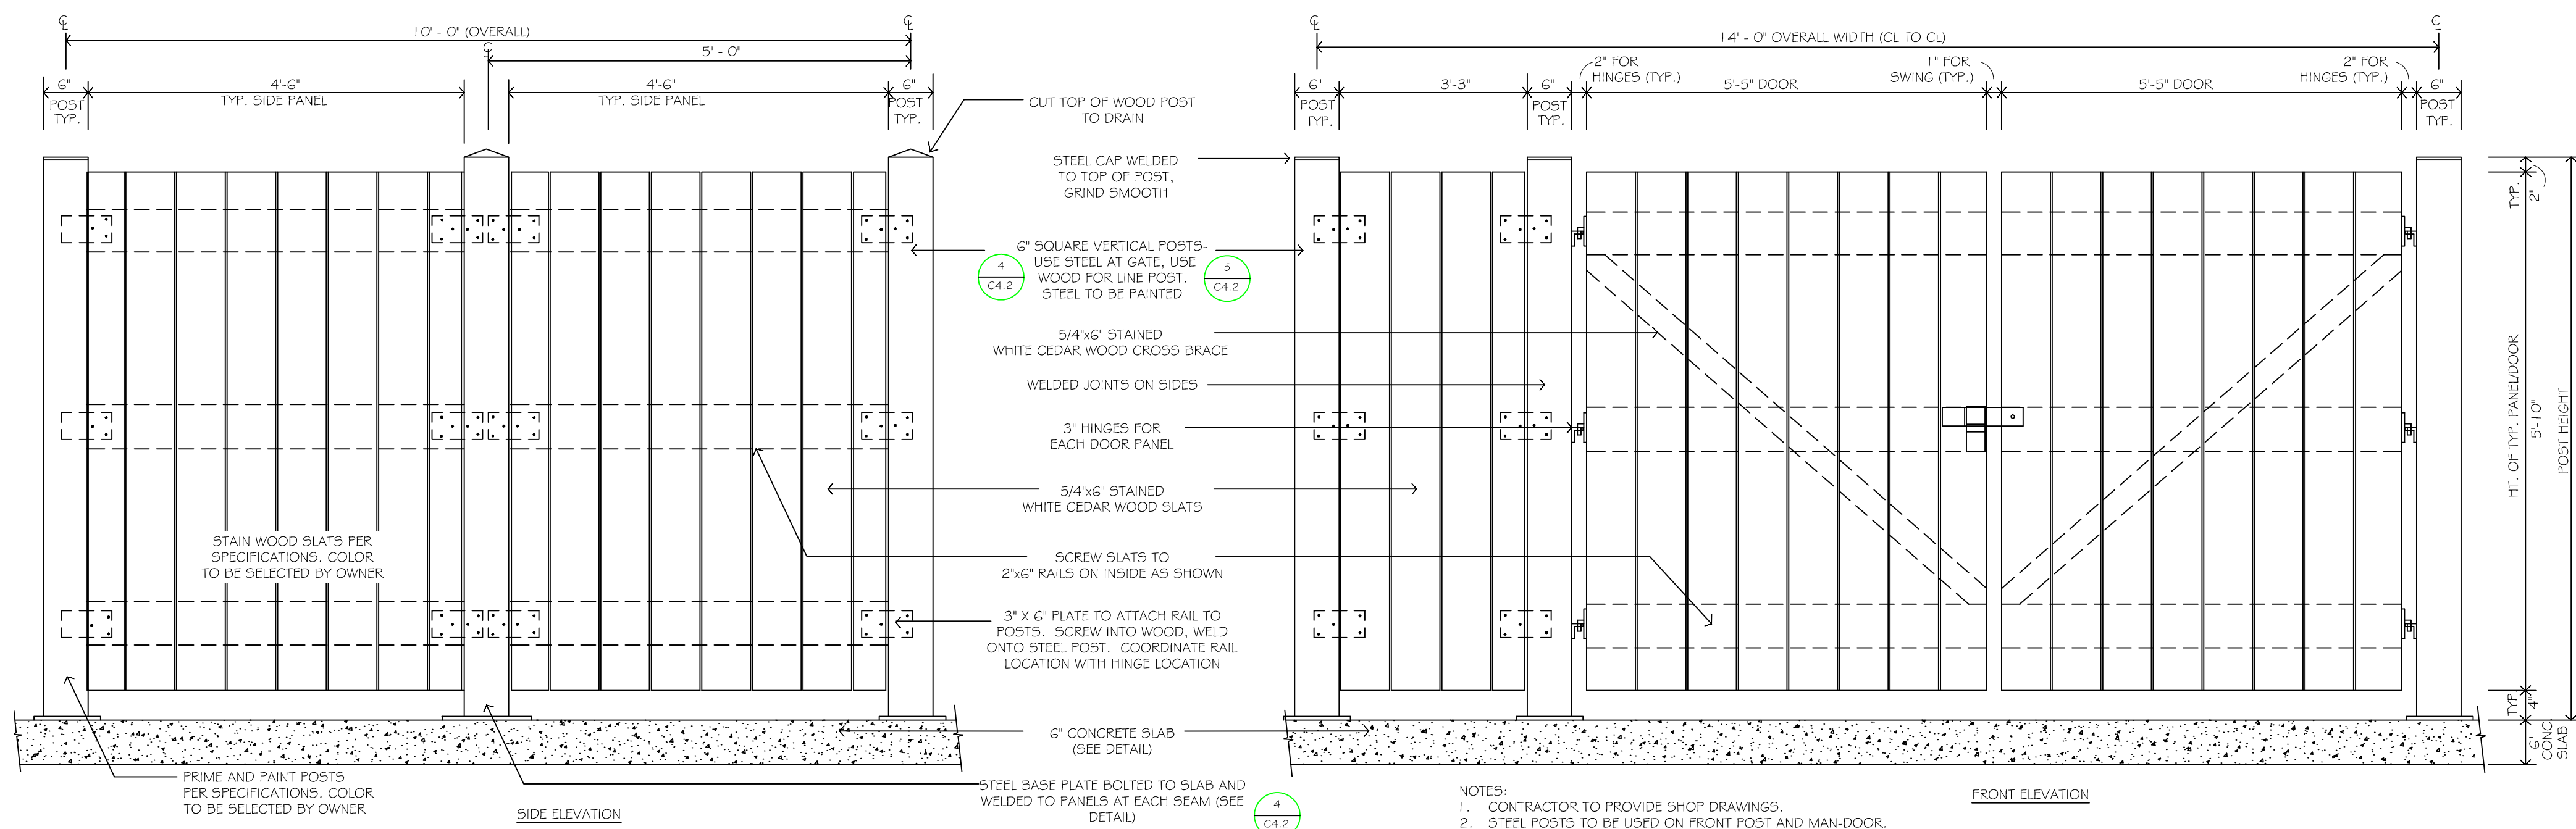 ℄
10' - 0" (OVERALL)
℄
℄
5' - 0"
6"
POST
TYP.
4'-6"
TYP. SIDE PANEL
4'-6"
TYP. SIDE PANEL
6"
POST
TYP.
STAIN WOOD SLATS PER
SPECIFICATIONS. COLOR
TO BE SELECTED BY OWNER
PRIME AND PAINT POSTS
PER SPECIFICATIONS. COLOR
TO BE SELECTED BY OWNER
SIDE ELEVATION
CUT TOP OF WOOD POST
TO DRAIN
STEEL CAP WELDED
TO TOP OF POST,
GRIND SMOOTH
6" SQUARE VERTICAL POSTS-
USE STEEL AT GATE, USE
WOOD FOR LINE POST.
STEEL TO BE PAINTED
4
C4.2
5
C4.2
5/4"x6" STAINED
WHITE CEDAR WOOD CROSS BRACE
WELDED JOINTS ON SIDES
3" HINGES FOR
EACH DOOR PANEL
5/4"x6" STAINED
WHITE CEDAR WOOD SLATS
SCREW SLATS TO
2"x6" RAILS ON INSIDE AS SHOWN
3" X 6" PLATE TO ATTACH RAIL TO
POSTS. SCREW INTO WOOD, WELD
ONTO STEEL POST. COORDINATE RAIL
LOCATION WITH HINGE LOCATION
6" CONCRETE SLAB
(SEE DETAIL)
STEEL BASE PLATE BOLTED TO SLAB AND
WELDED TO PANELS AT EACH SEAM (SEE
DETAIL)
4
C4.2
℄
14' - 0" OVERALL WIDTH (CL TO CL)
℄
6"
POST
TYP.
3'-3"
6"
POST
TYP.
2" FOR
HINGES (TYP.)
5'-5" DOOR
1" FOR
SWING (TYP.)
5'-5" DOOR
2" FOR
HINGES (TYP.)
6"
POST
TYP.
TYP.
2"
HT. OF TYP. PANEL/DOOR
5'-10"
POST HEIGHT
TYP.
4"
6"
CONC.
SLAB
NOTES:
1. CONTRACTOR TO PROVIDE SHOP DRAWINGS.
2. STEEL POSTS TO BE USED ON FRONT POST AND MAN-DOOR.
FRONT ELEVATION